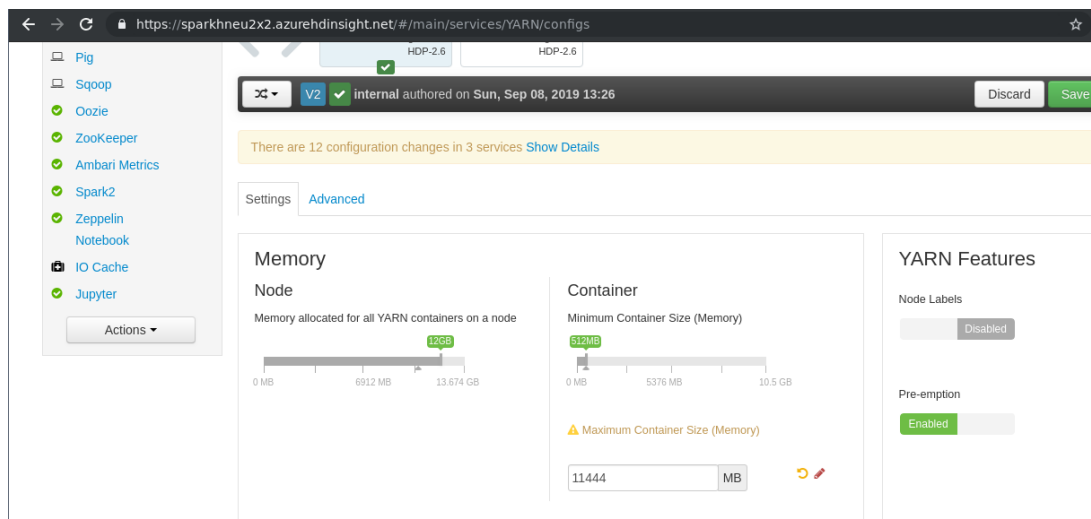 https://sparkhneu2x2.azurehdinsight.net/#/main/services/YARN/configs
HDP-2.6
HDP-2.6
Pig
Sqoop
Oozie
ZooKeeper
Ambari Metrics
Spark2
Zeppelin
Notebook
IO Cache
Jupyter
Actions
V2 internal authored on Sun, Sep 08, 2019 13:26
Discard
Save
There are 12 configuration changes in 3 services Show Details
Settings
Advanced
Memory
Node
Memory allocated for all YARN containers on a node
12GB
0 MB 6912 MB 13.674 GB
Container
Minimum Container Size (Memory)
512MB
0 MB 5376 MB 10.5 GB
Maximum Container Size (Memory)
11444 MB
YARN Features
Node Labels
Disabled
Pre-emption
Enabled